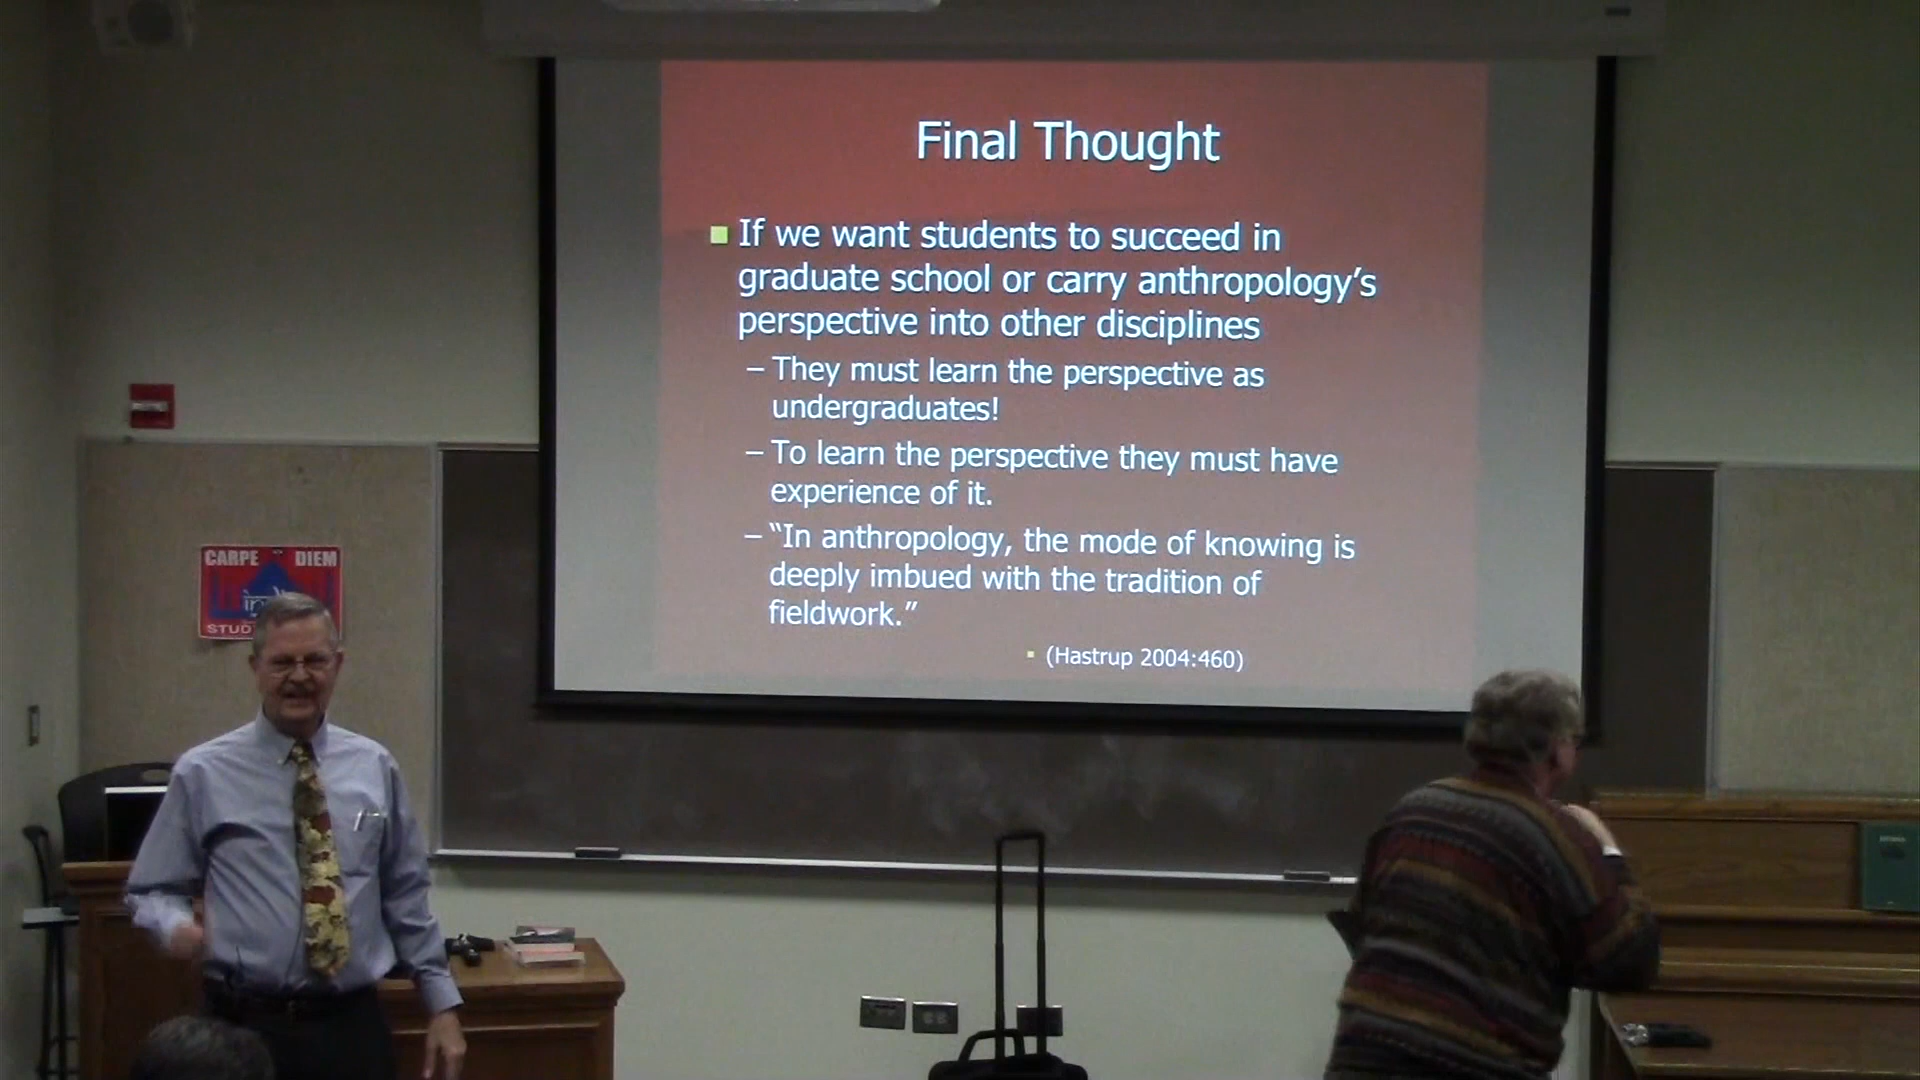 Final Thought
If we want students to succeed in
graduate school or carry anthropology's
perspective into other disciplines
– They must learn the perspective as
undergraduates!
– To learn the perspective they must have
experience of it.
– “In anthropology, the mode of knowing is
deeply imbued with the tradition of
fieldwork.”
(Hastrup 2004:460)
CARPE DIEM